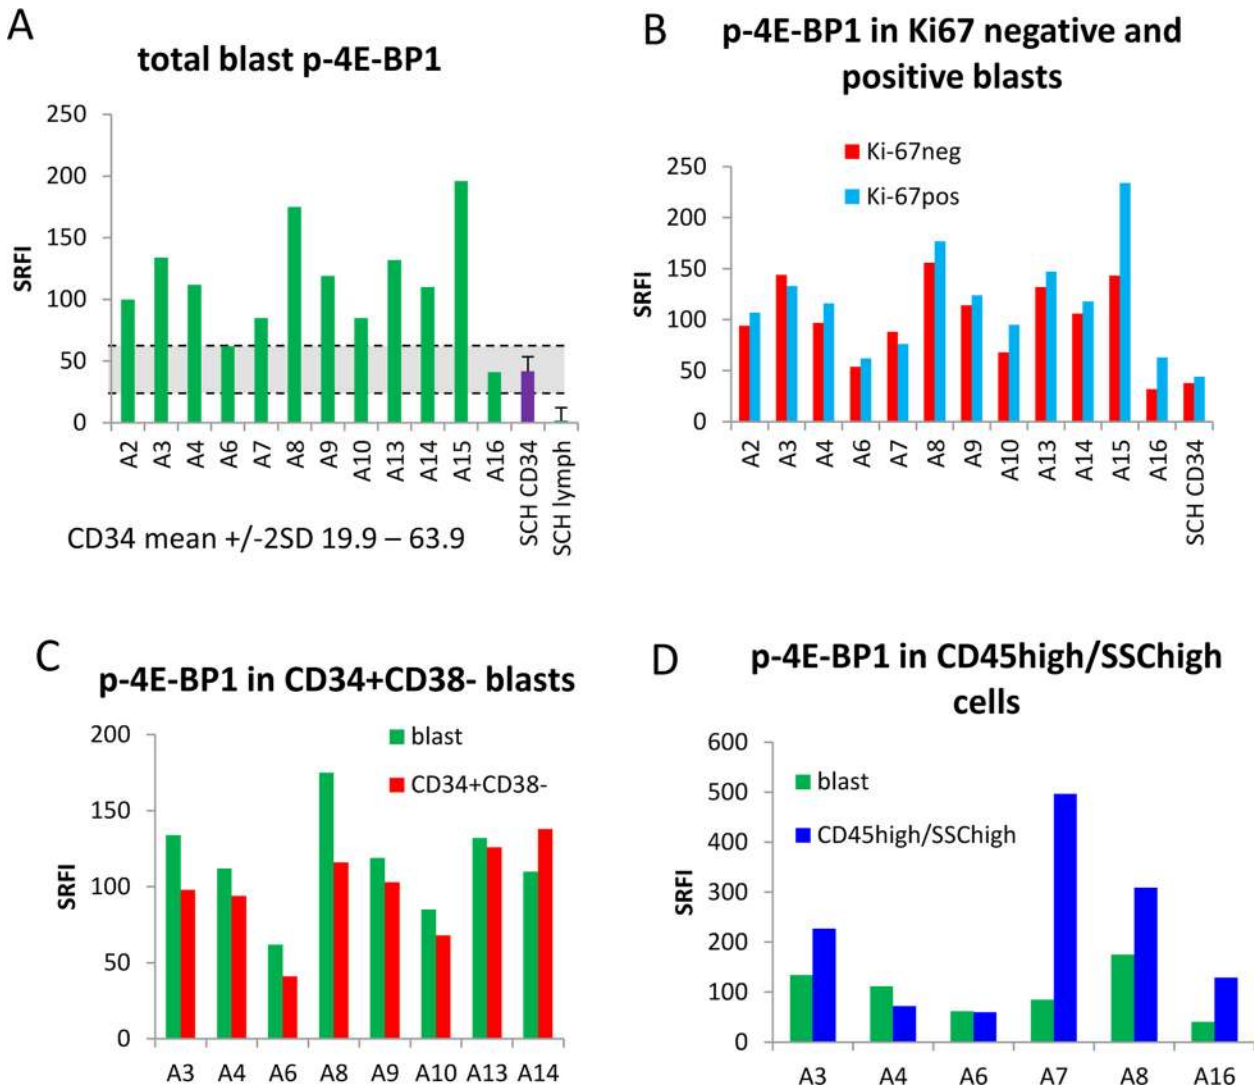 A
total blast p-4E-BP1
250
200
150
100
50
0
SRFI
A2 A3 A4 A6 A7 A8 A9 A10 A13 A14 A15 A16 SCH CD34 SCH lymph
CD34 mean +/-2SD 19.9 – 63.9
B
p-4E-BP1 in Ki67 negative and
positive blasts
Ki-67neg
Ki-67pos
250
200
150
100
50
0
SRFI
A2 A3 A4 A6 A7 A8 A9 A10 A13 A14 A15 A16 SCH CD34
C
p-4E-BP1 in CD34+CD38- blasts
blast
CD34+CD38-
200
150
100
50
0
SRFI
A3 A4 A6 A8 A9 A10 A13 A14
D
p-4E-BP1 in CD45high/SSChigh
cells
blast
CD45high/SSChigh
600
500
400
300
200
100
0
SRFI
A3 A4 A6 A7 A8 A16